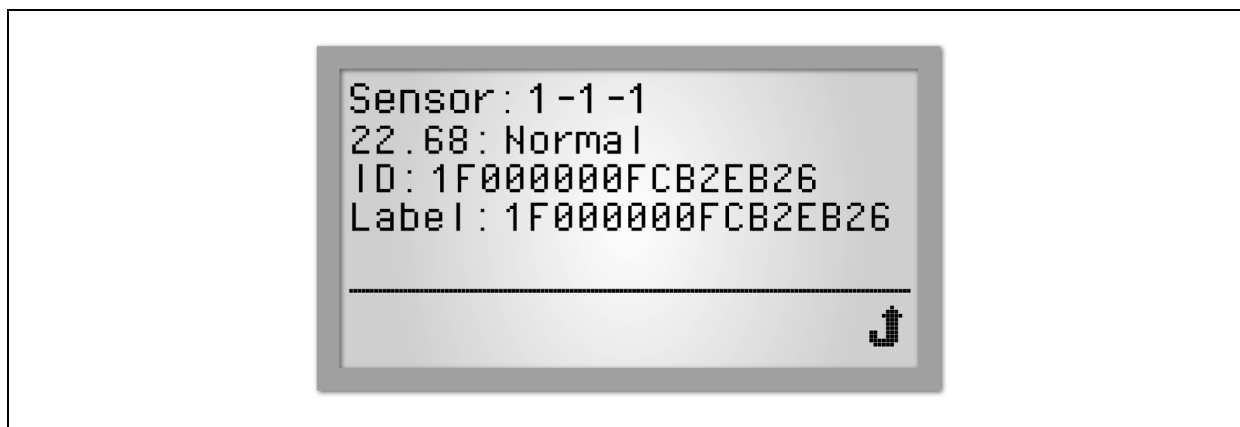 Sensor: 1-1-1
22.68: Normal
ID: 1F000000FCB2EB26
Label: 1F000000FCB2EB26